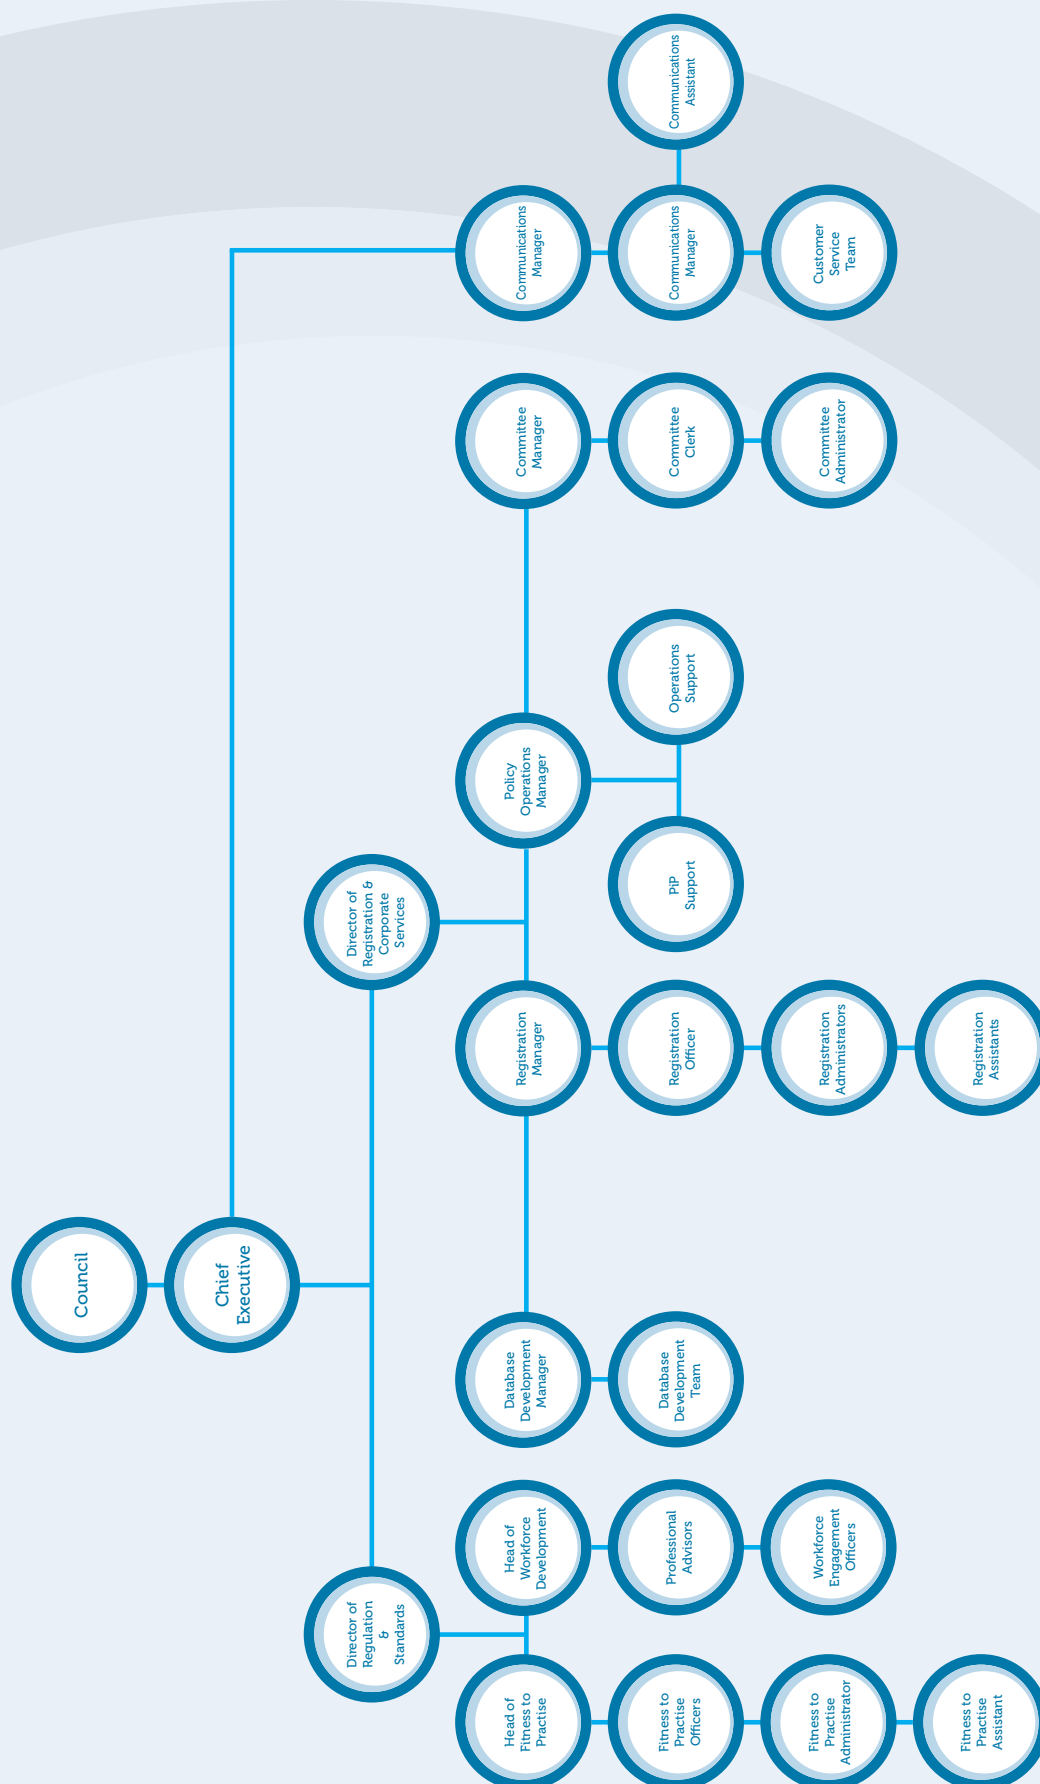 Council
Chief
Executive
Director of
Regulation
&
Standards
Director of
Registration &
Corporate
Services
Head of
Fitness to
Practise
Head of
Workforce
Development
Database
Development
Manager
Registration
Manager
Policy
Operations
Manager
Committee
Manager
Communications
Manager
Fitness to
Practise
Officers
Professional
Advisors
Database
Development
Team
Registration
Officer
PiP
Support
Operations
Support
Committee
Clerk
Communications
Manager
Communications
Assistant
Fitness to
Practise
Administrator
Workforce
Engagement
Officers
Registration
Administrators
Committee
Administrator
Customer
Service
Team
Fitness to
Practise
Assistant
Registration
Assistants